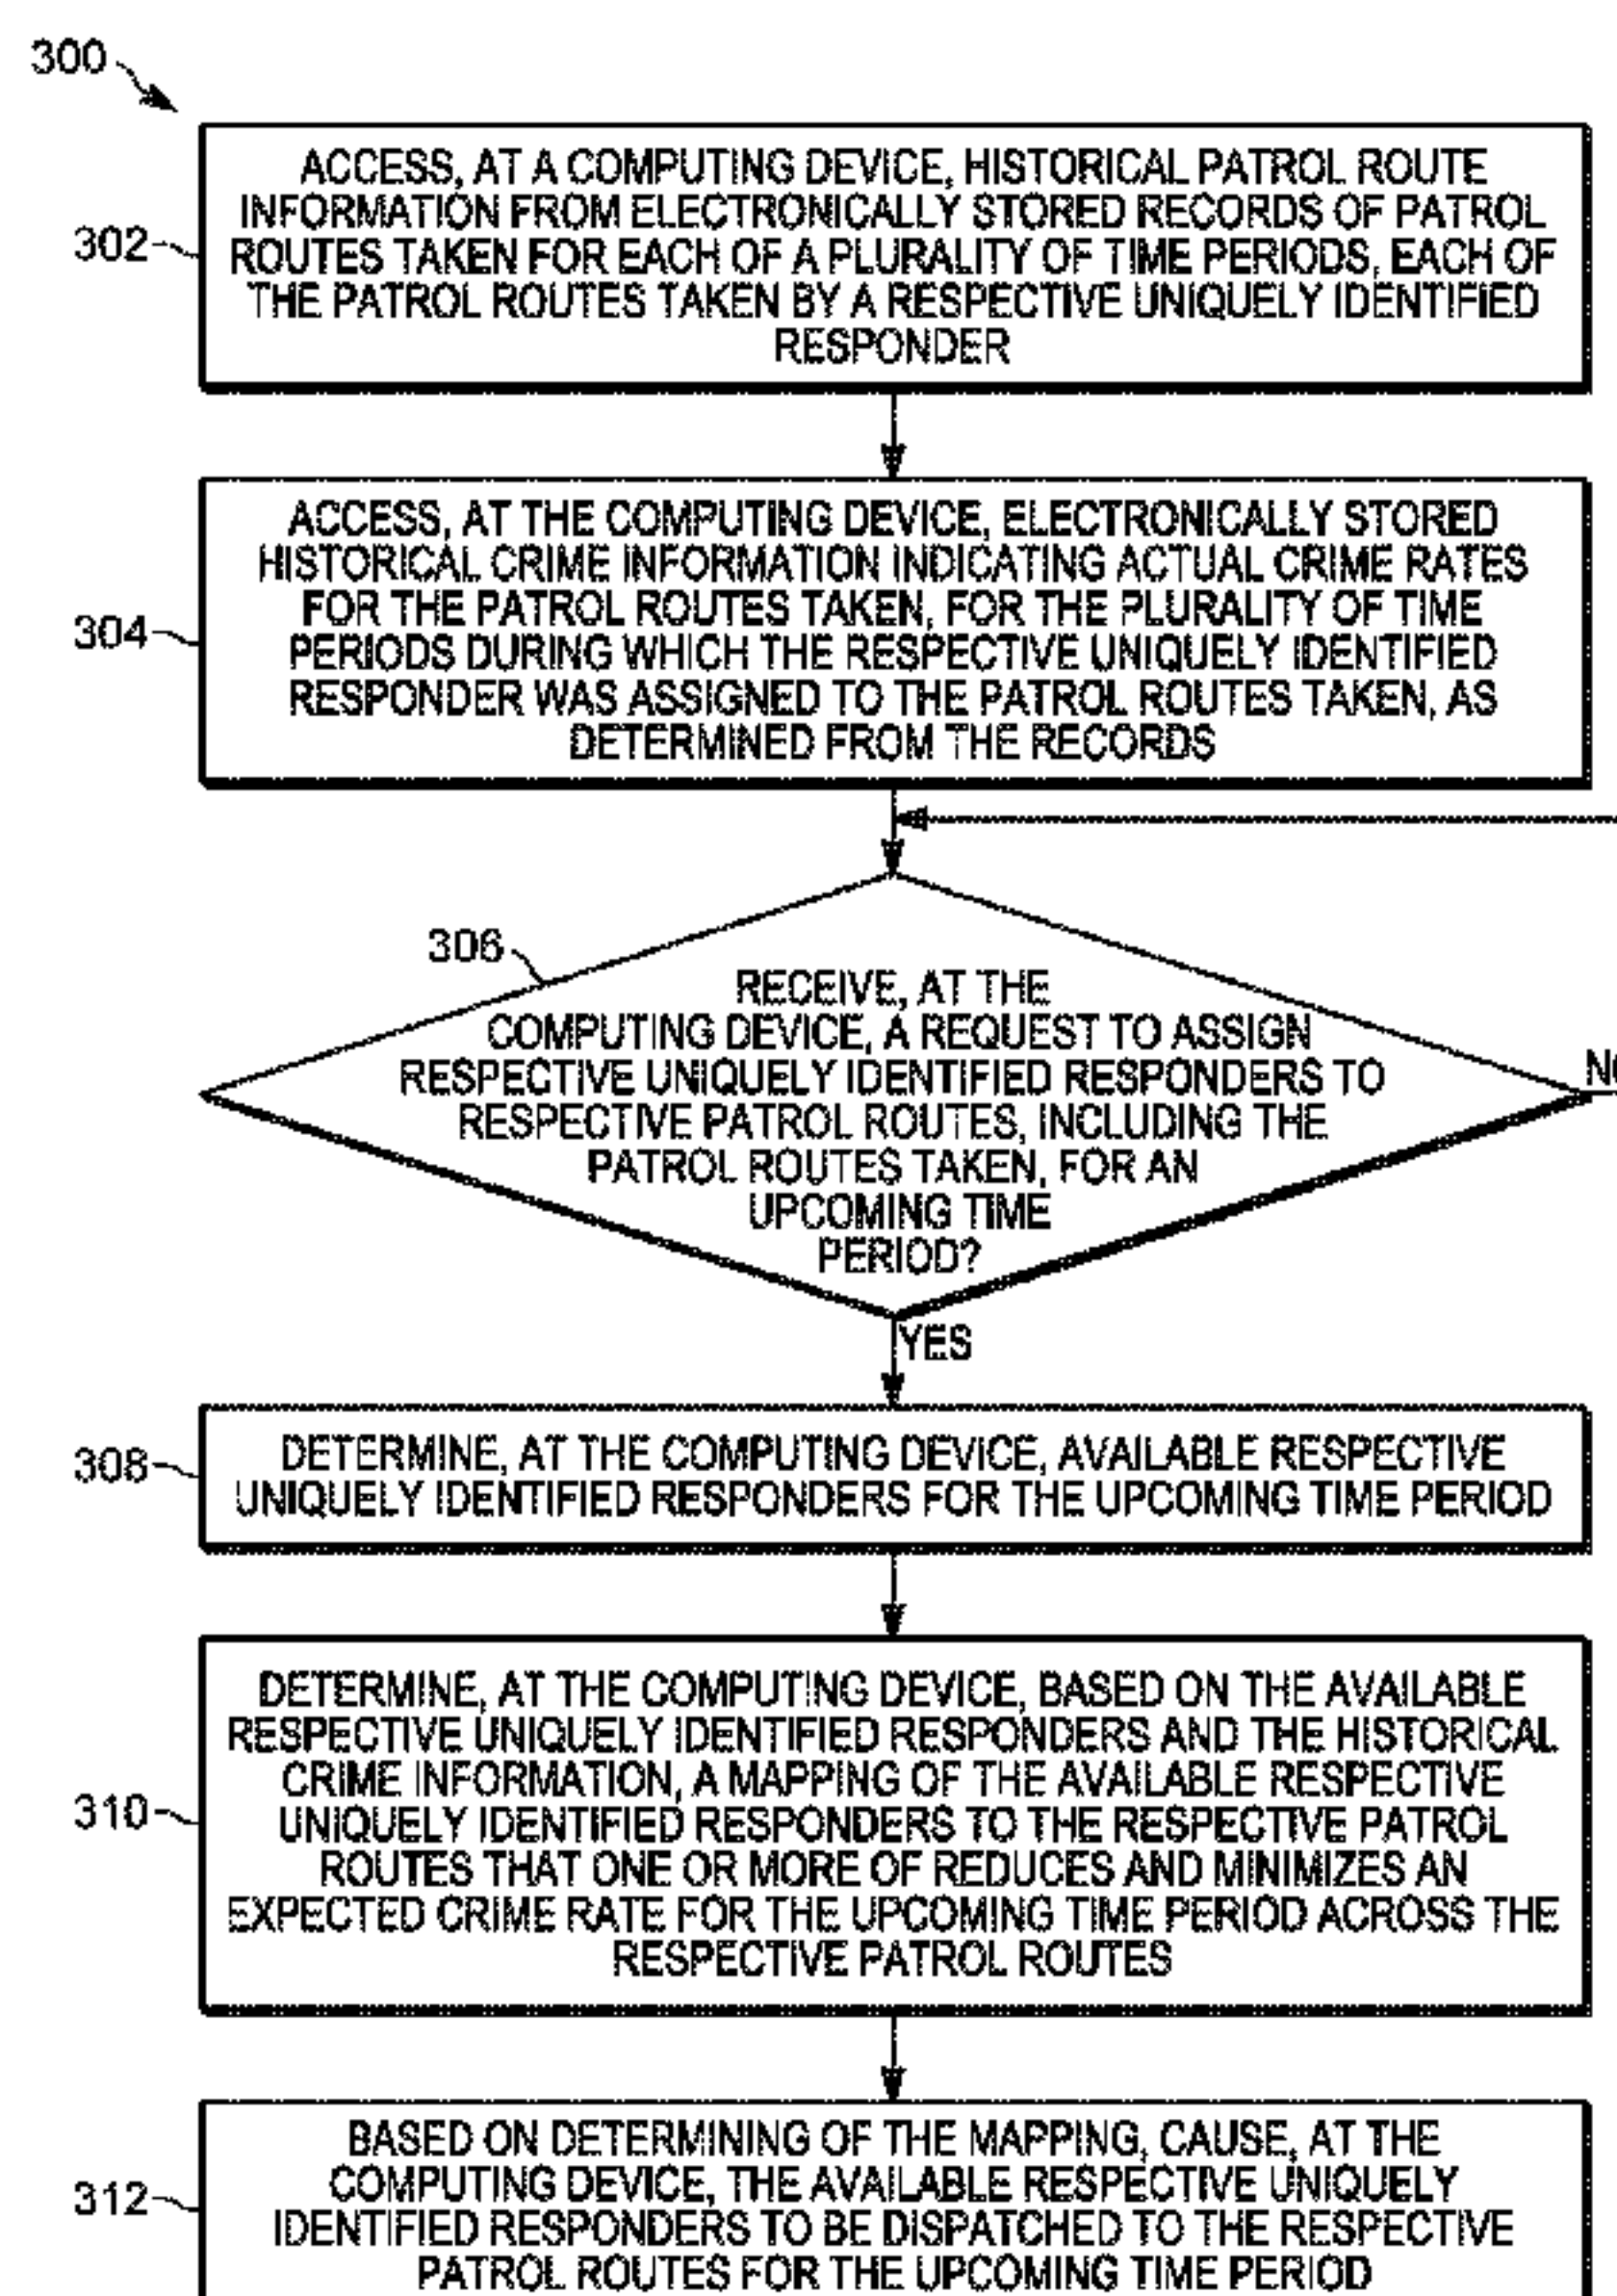 300
ACCESS, AT A COMPUTING DEVICE, HISTORICAL PATROL ROUTE
INFORMATION FROM ELECTRONICALLY STORED RECORDS OF PATROL
ROUTES TAKEN FOR EACH OF A PLURALITY OF TIME PERIODS, EACH OF
THE PATROL ROUTES TAKEN BY A RESPECTIVE UNIQUELY IDENTIFIED
RESPONDER
302
ACCESS, AT THE COMPUTING DEVICE, ELECTRONICALLY STORED
HISTORICAL CRIME INFORMATION INDICATING ACTUAL CRIME RATES
FOR THE PATROL ROUTES TAKEN, FOR THE PLURALITY OF TIME
PERIODS DURING WHICH THE RESPECTIVE UNIQUELY IDENTIFIED
RESPONDER WAS ASSIGNED TO THE PATROL ROUTES TAKEN, AS
DETERMINED FROM THE RECORDS
304
306
RECEIVE, AT THE
COMPUTING DEVICE, A REQUEST TO ASSIGN
RESPECTIVE UNIQUELY IDENTIFIED RESPONDERS TO
RESPECTIVE PATROL ROUTES, INCLUDING THE
PATROL ROUTES TAKEN, FOR AN
UPCOMING TIME
PERIOD?
YES
DETERMINE, AT THE COMPUTING DEVICE, AVAILABLE RESPECTIVE
UNIQUELY IDENTIFIED RESPONDERS FOR THE UPCOMING TIME PERIOD
308
DETERMINE, AT THE COMPUTING DEVICE, BASED ON THE AVAILABLE
RESPECTIVE UNIQUELY IDENTIFIED RESPONDERS AND THE HISTORICAL
CRIME INFORMATION, A MAPPING OF THE AVAILABLE RESPECTIVE
UNIQUELY IDENTIFIED RESPONDERS TO THE RESPECTIVE PATROL
ROUTES THAT ONE OR MORE OF REDUCES AND MINIMIZES AN
EXPECTED CRIME RATE FOR THE UPCOMING TIME PERIOD ACROSS THE
RESPECTIVE PATROL ROUTES
310
BASED ON DETERMINING OF THE MAPPING, CAUSE, AT THE
COMPUTING DEVICE, THE AVAILABLE RESPECTIVE UNIQUELY
IDENTIFIED RESPONDERS TO BE DISPATCHED TO THE RESPECTIVE
PATROL ROUTES FOR THE UPCOMING TIME PERIOD
312